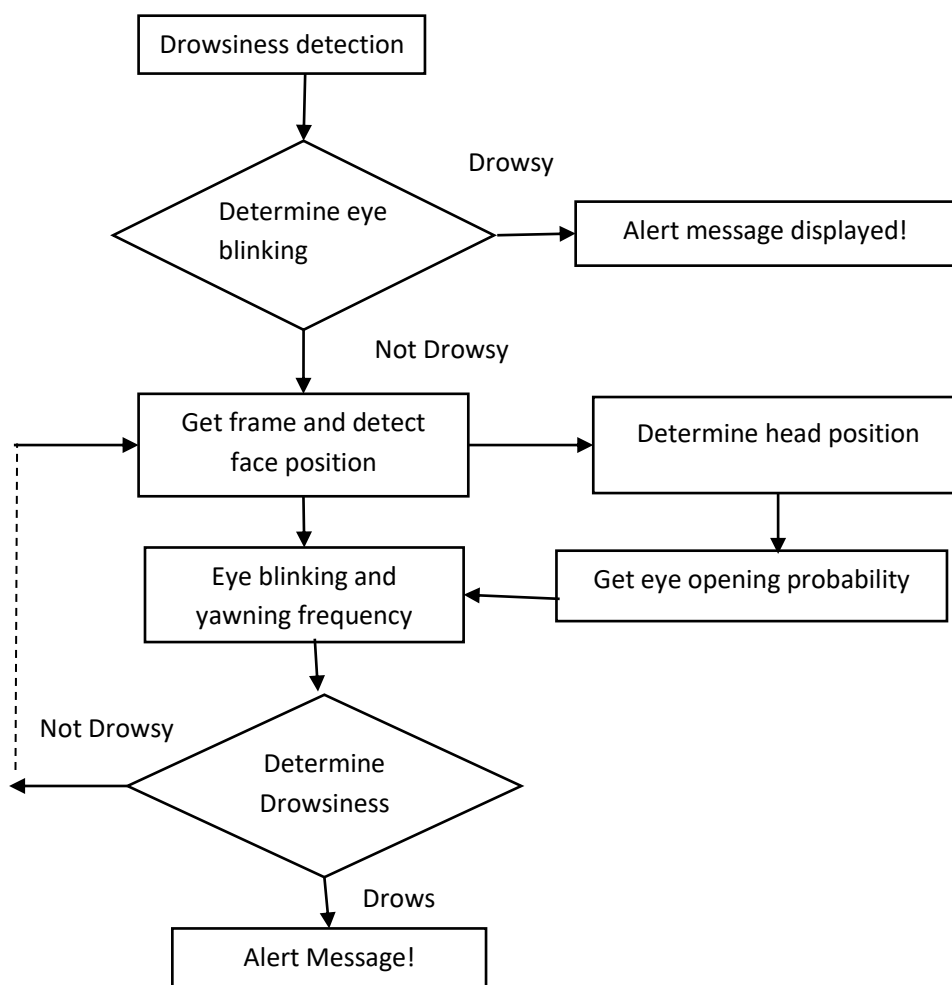 Drowsiness detection
Drowsy
Determine eye
blinking
Alert message displayed!
Not Drowsy
Get frame and detect
face position
Determine head position
Eye blinking and
yawning frequency
Get eye opening probability
Not Drowsy
Determine
Drowsiness
Drows
Alert Message!